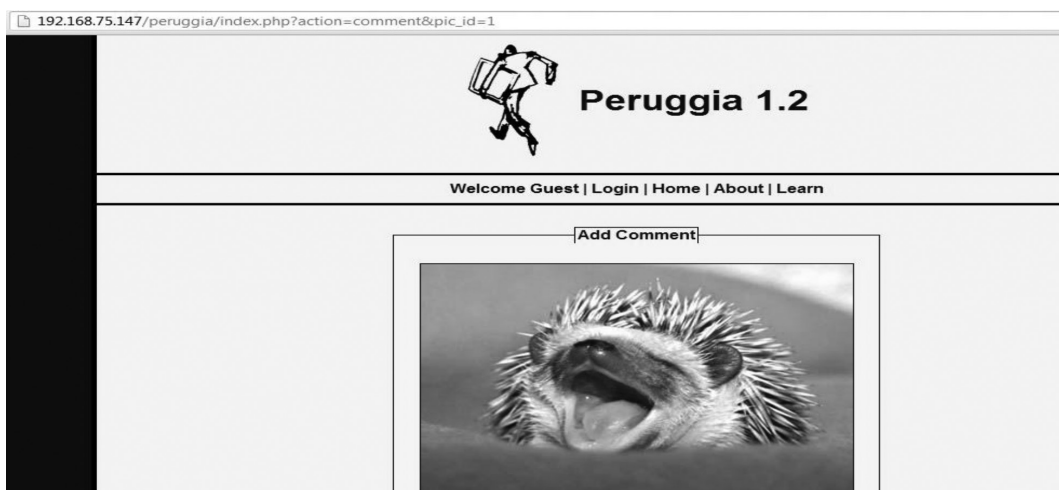 192.168.75.147/peruggia/index.php?action=comment&pic_id=1
Peruggia 1.2
Welcome Guest | Login | Home | About | Learn
Add Comment